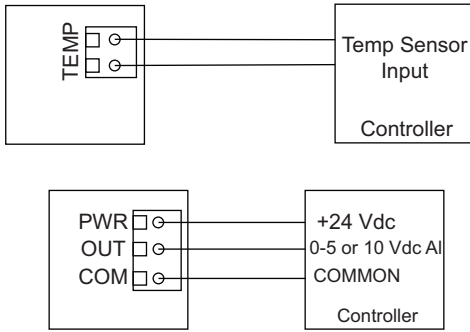 TEMP
Temp Sensor
Input
Controller
PWR
+24 Vdc
OUT
0-5 or 10 Vdc AI
COM
COMMON
Controller